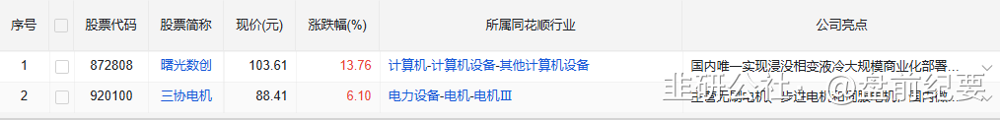 序号 股票代码 股票简称 现价(元) 涨跌幅(%) 所属同花顺行业 公司亮点
1 872808 曙光数创 103.61 13.76 计算机-计算机设备-其他计算机设备 国内唯一实现浸没相变液冷大规模商业化部署...
2 920100 三协电机 88.41 6.10 电力设备-电机-电机Ⅲ 主营无刷电机、步进电机和伺服电机，国内微...
韭研公社 @盘前纪要